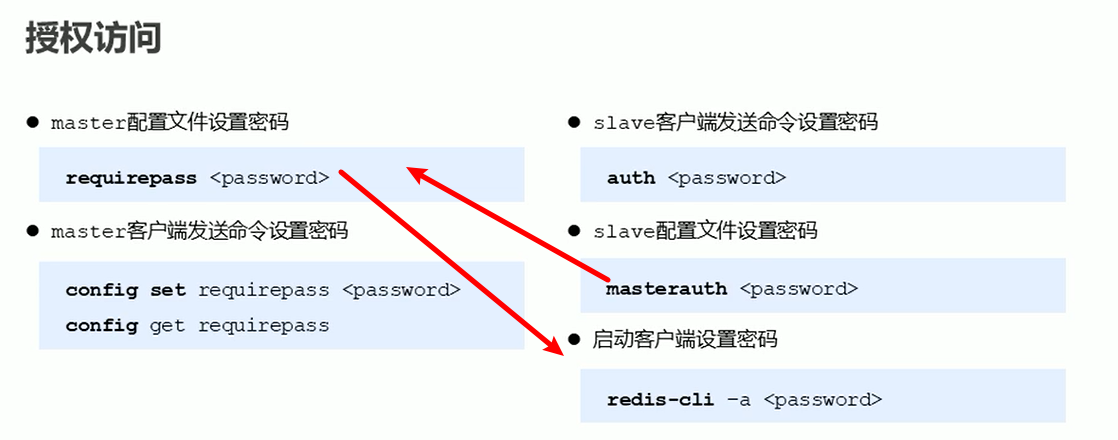 授权访问
● master配置文件设置密码
requirepass <password>
● master客户端发送命令设置密码
config set requirepass <password>
config get requirepass
● slave客户端发送命令设置密码
auth <password>
● slave配置文件设置密码
masterauth <password>
● 启动客户端设置密码
redis-cli –a <password>